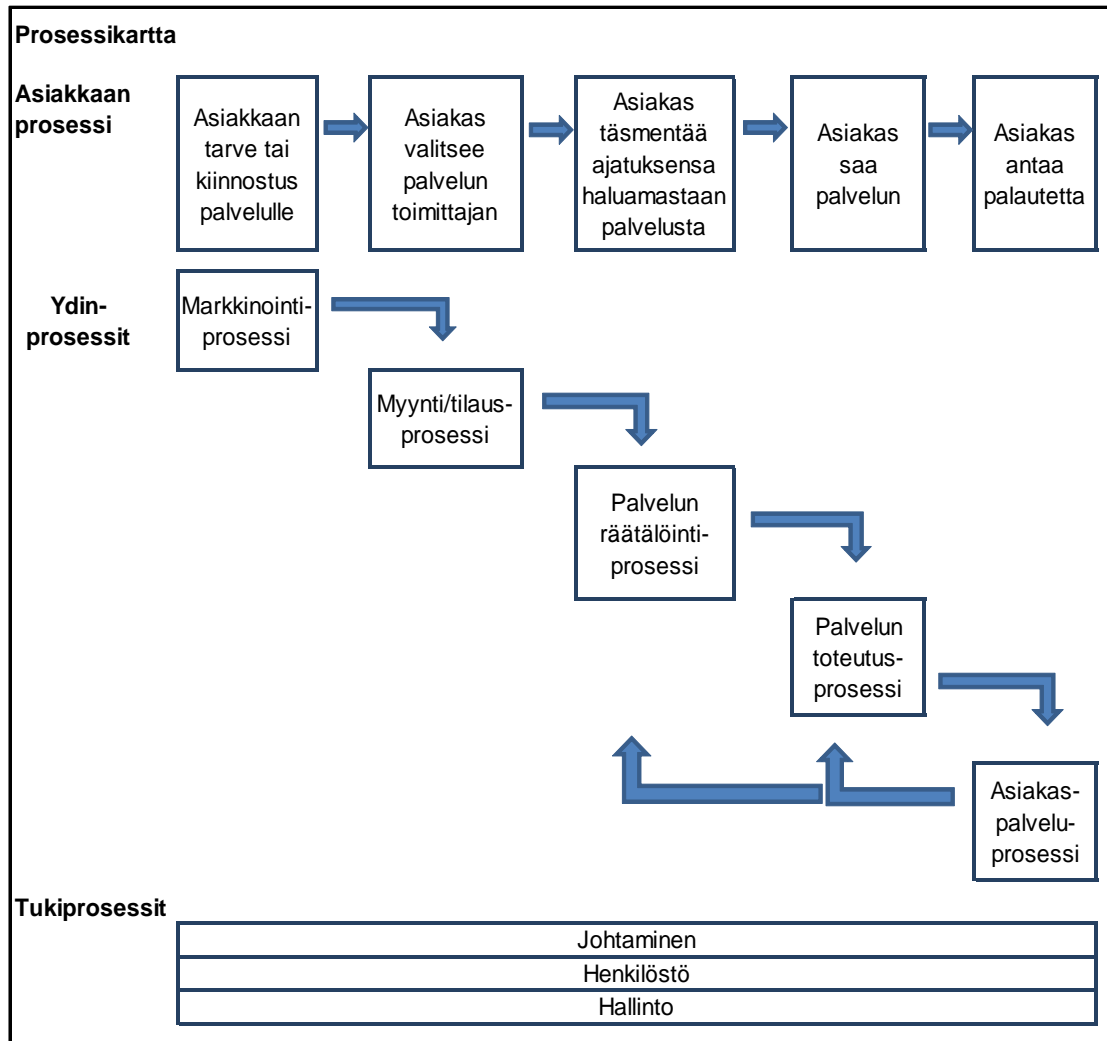 Prosessikartta
Asiakkaan
prosessi
Asiakkaan
tarve tai
kiinnostus
palvelulle
Asiakas
valitsee
palvelun
toimittajan
Asiakas
täsmentää
ajatuksensa
haluamastaan
palvelusta
Asiakas
saa
palvelun
Asiakas
antaa
palautetta
Ydin-
prosessit
Markkinointi-
prosessi
Myynti/tilaus-
prosessi
Palvelun
räätälöinti-
prosessi
Palvelun
toteutus-
prosessi
Asiakas-
palvelu-
prosessi
Tukiprosessit
Johtaminen
Henkilöstö
Hallinto